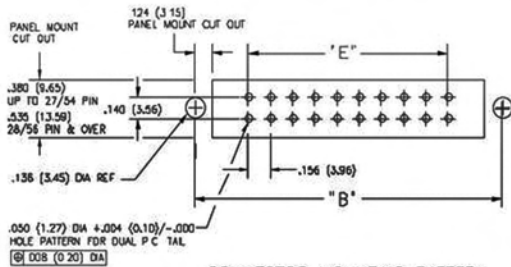 .124 (3.15)
PANEL MOUNT CUT OUT
PANEL MOUNT
CUT OUT
"E"
.380 (9.65)
UP TO 27/54 PIN
.140 (3.56)
.535 (13.59)
28/56 PIN & OVER
.136 (3.45) DIA REF
.156 (3.96)
"B"
.050 (1.27) DIA +.004 (0.10)/-.000
HOLE PATTERN FOR DUAL P C TAIL
⌖ .008 (0.20) DIA